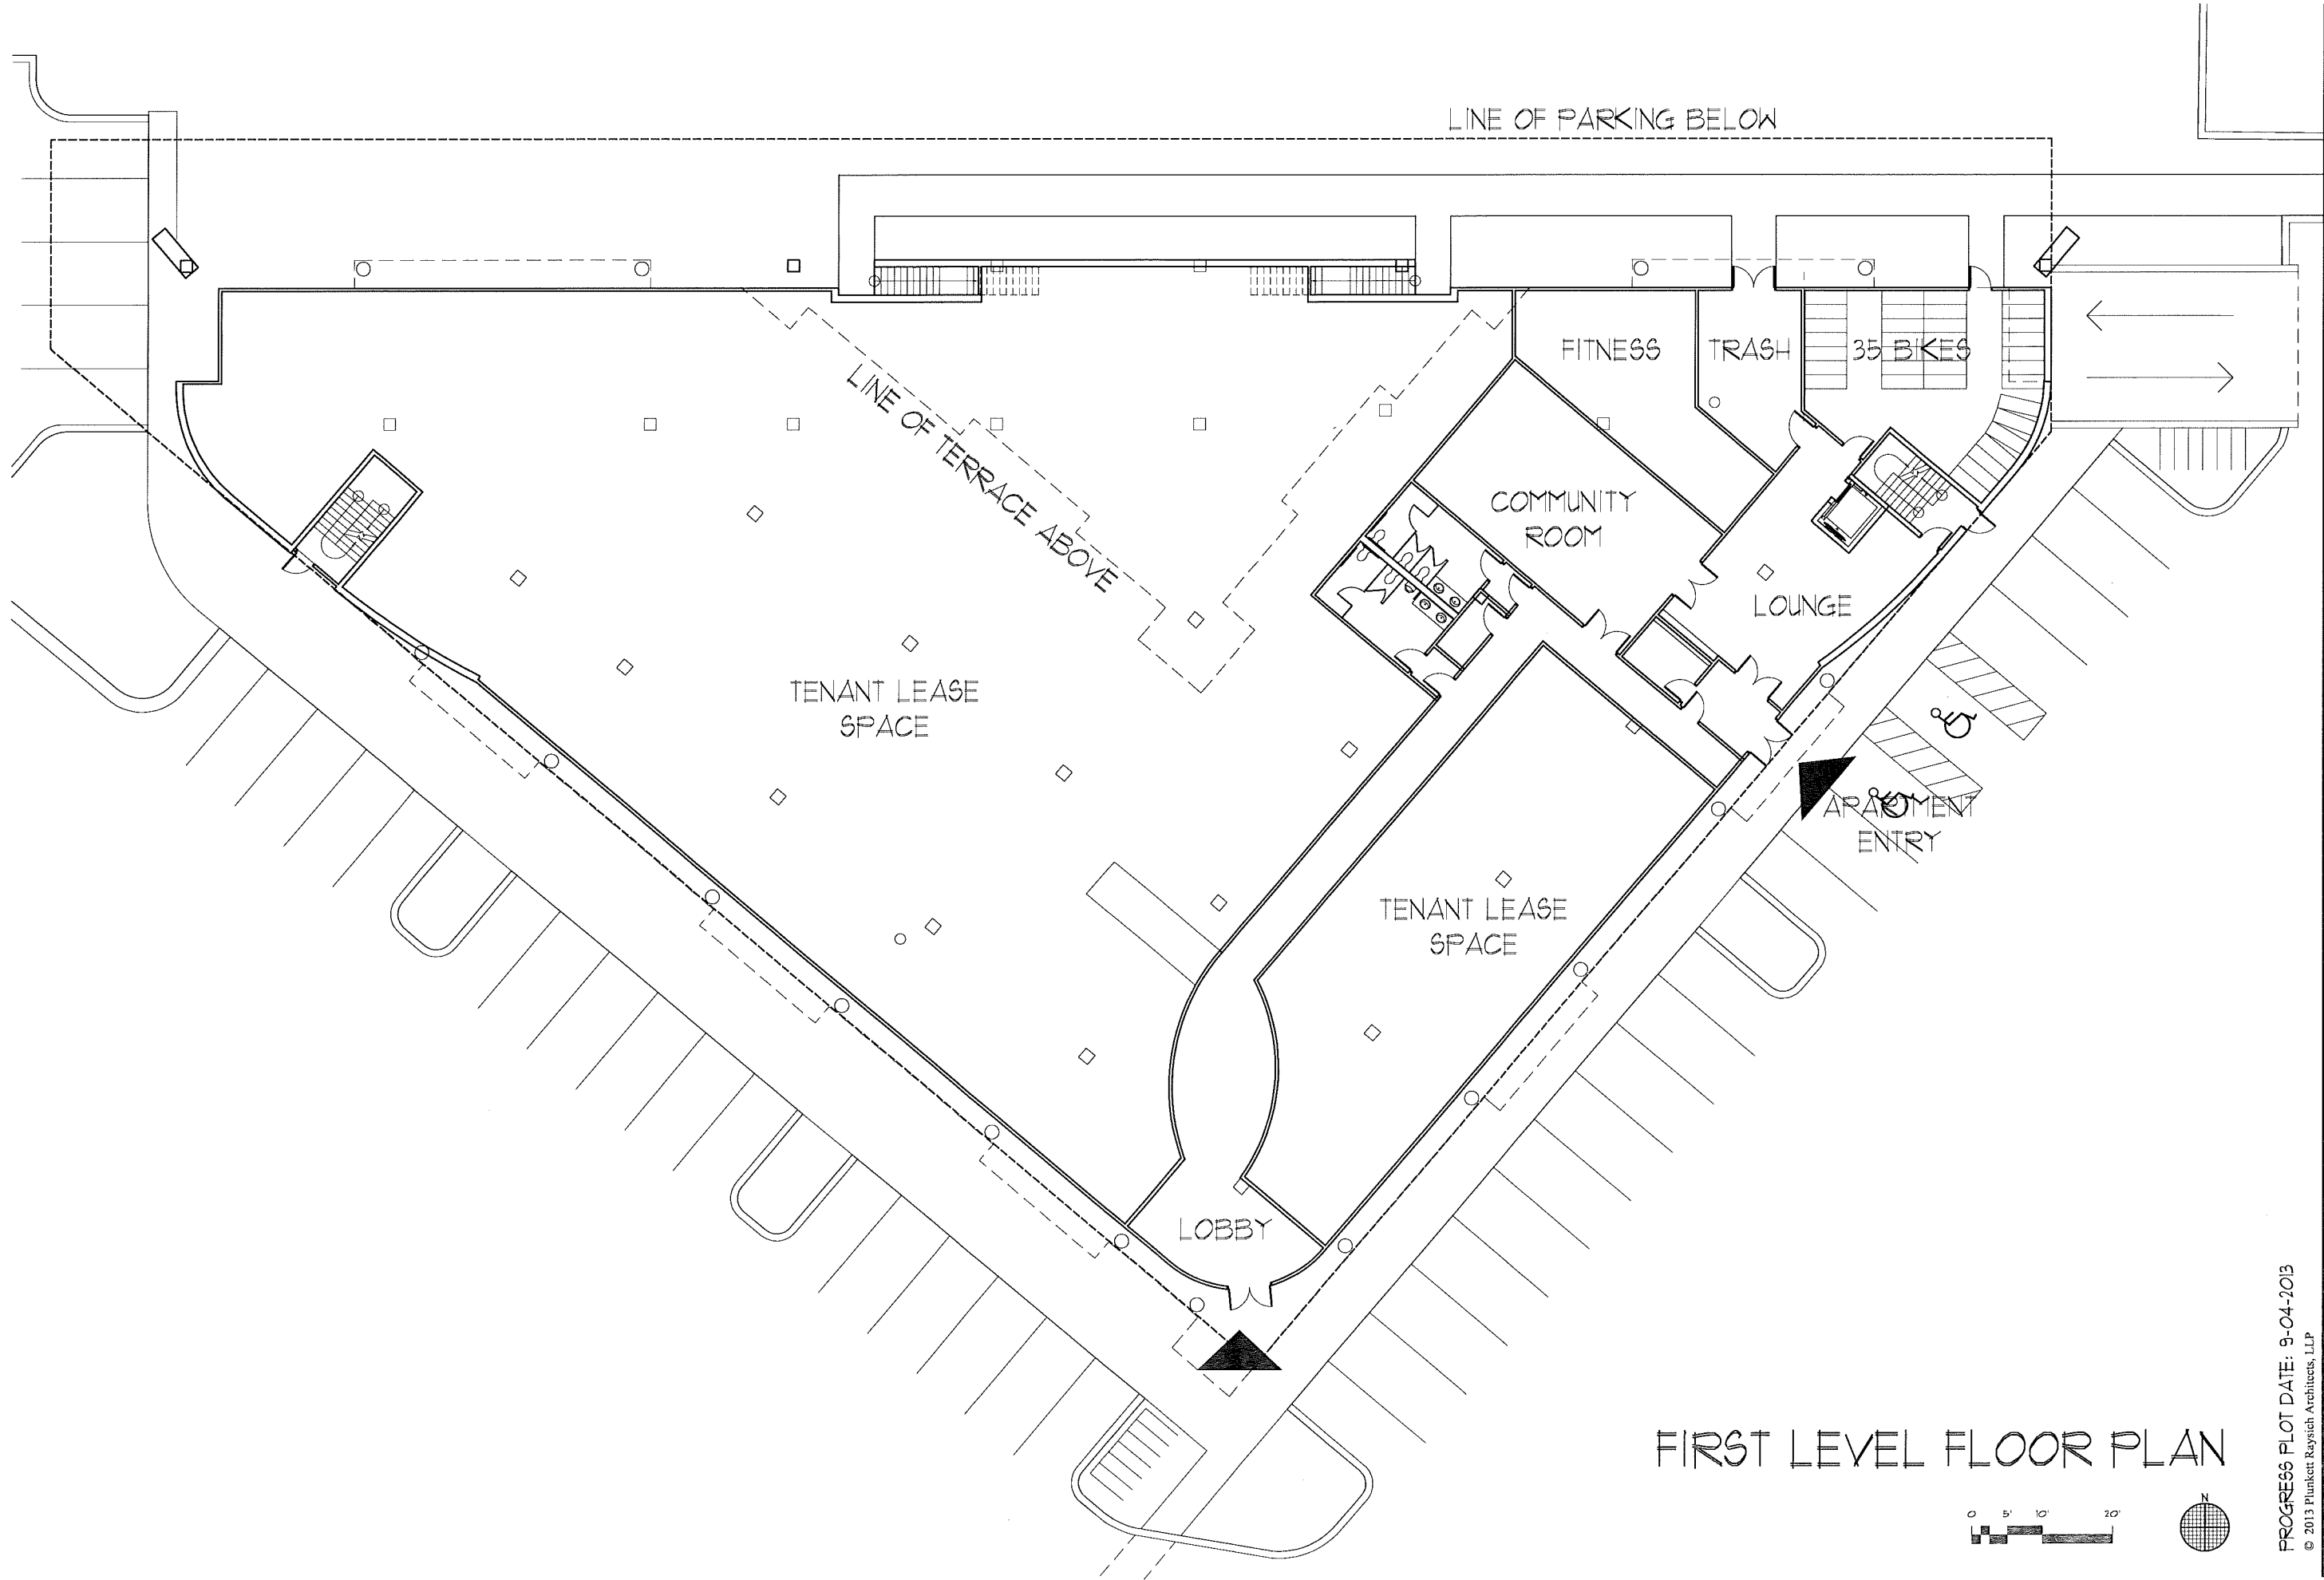 LINE OF PARKING BELOW
FITNESS
TRASH
35 BIKES
LINE OF TERRACE ABOVE
COMMUNITY
ROOM
LOUNGE
TENANT LEASE
SPACE
APARTMENT
ENTRY
TENANT LEASE
SPACE
LOBBY
FIRST LEVEL FLOOR PLAN
0 5' 10' 20'
N
PROGRESS PLOT DATE: 9-04-2013
© 2013 Plunkett Raysich Architects, LLP